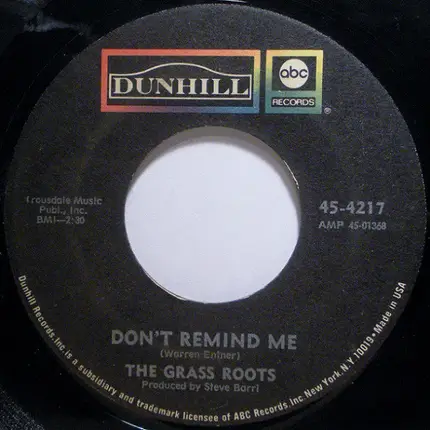 DUNHILL
abc
RECORDS
®
Trousdale Music
Publ., Inc.
BMI—2:30
45-4217
AMP 45-01368
DON'T REMIND ME
(Warren Entner)
THE GRASS ROOTS
Produced by Steve Barri
Dunhill Records, Inc. is a subsidiary and trademark licensee of ABC Records, Inc. New York, N.Y. 10019 • Made in USA